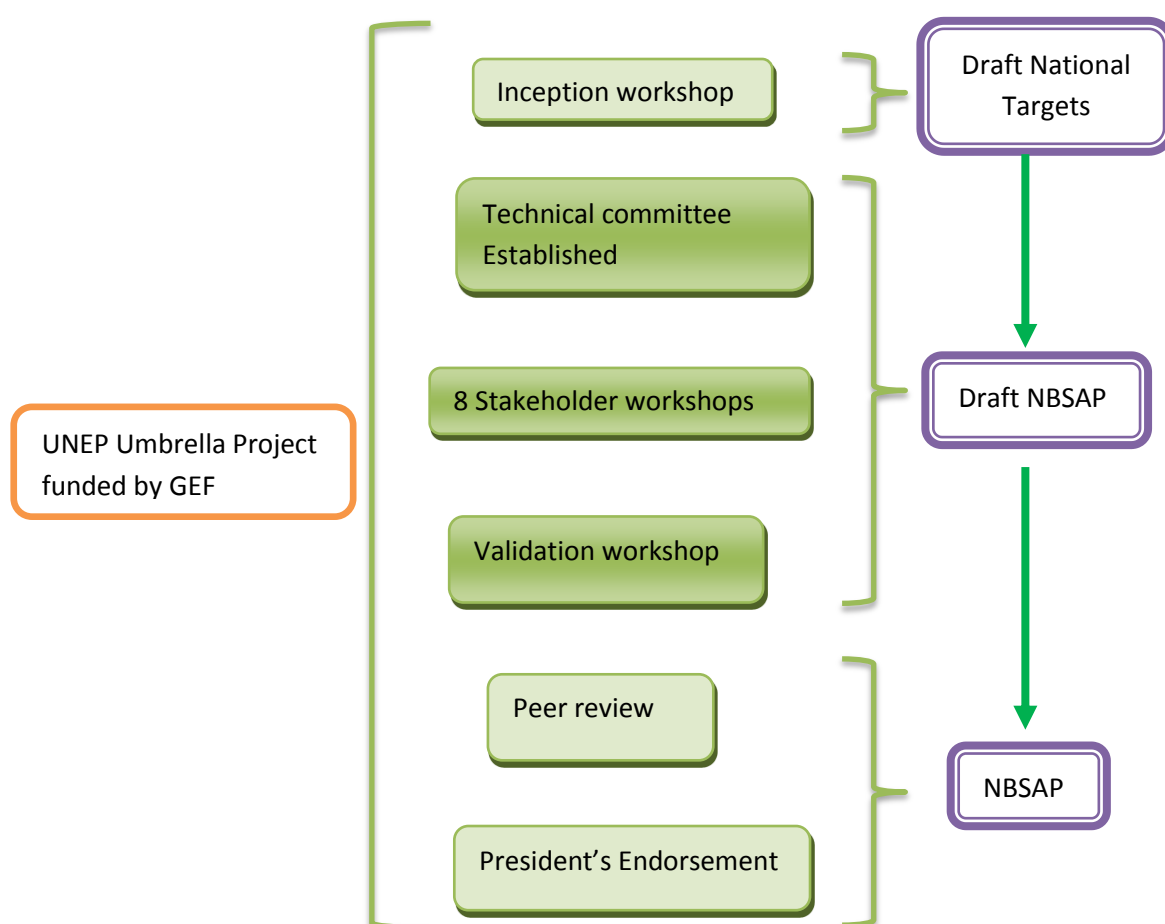 UNEP Umbrella Project
funded by GEF
Inception workshop
Technical committee
Established
8 Stakeholder workshops
Validation workshop
Peer review
President’s Endorsement
Draft National
Targets
Draft NBSAP
NBSAP